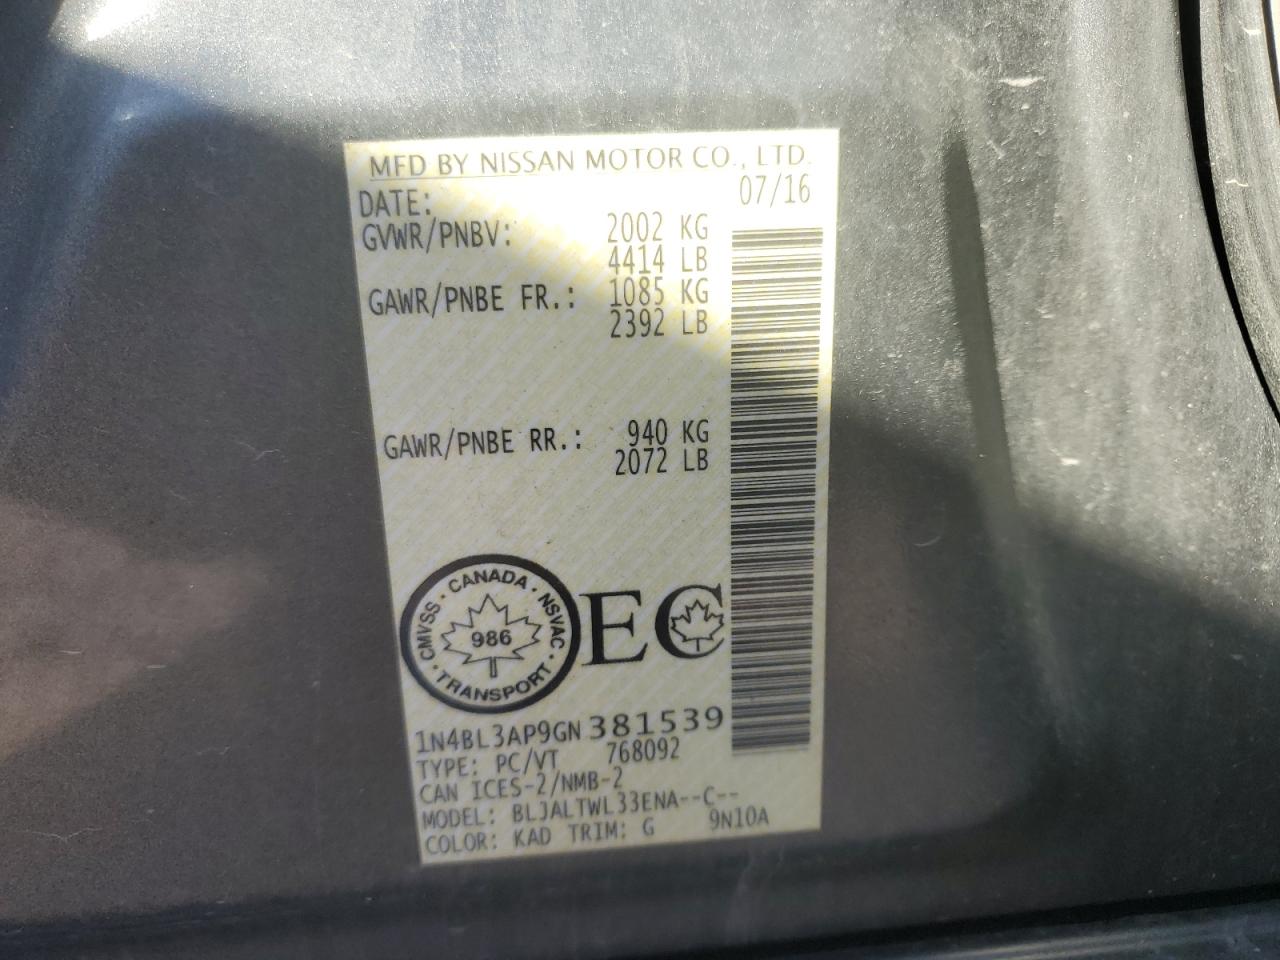 MFD BY NISSAN MOTOR CO., LTD.
DATE: 07/16
GVWR/PNBV: 2002 KG
4414 LB
GAWR/PNBE FR.: 1085 KG
2392 LB
GAWR/PNBE RR.: 940 KG
2072 LB
CMVSS · CANADA · NSVAC · TRANSPORT ·
986
EC
1N4BL3AP9GN381539
TYPE: PC/VT 768092
CAN ICES-2/NMB-2
MODEL: BLJALTWL33ENA--C--
COLOR: KAD TRIM: G 9N10A